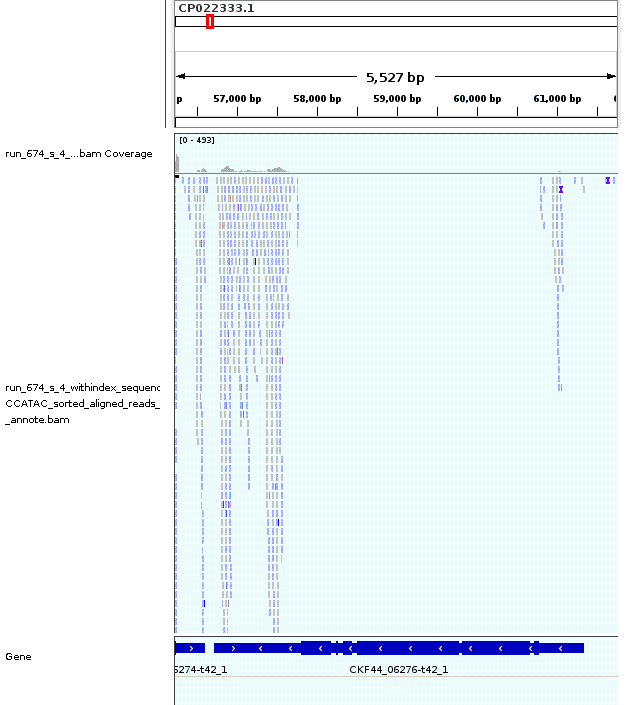 CP022333.1
5,527 bp
p 57,000 bp 58,000 bp 59,000 bp 60,000 bp 61,000 bp
[0 - 493]
run_674_s_4_...bam Coverage
run_674_s_4_withindex_sequenc
CCATAC_sorted_aligned_reads_
_annote.bam
Gene
5274-t42_1 CKF44_06276-t42_1